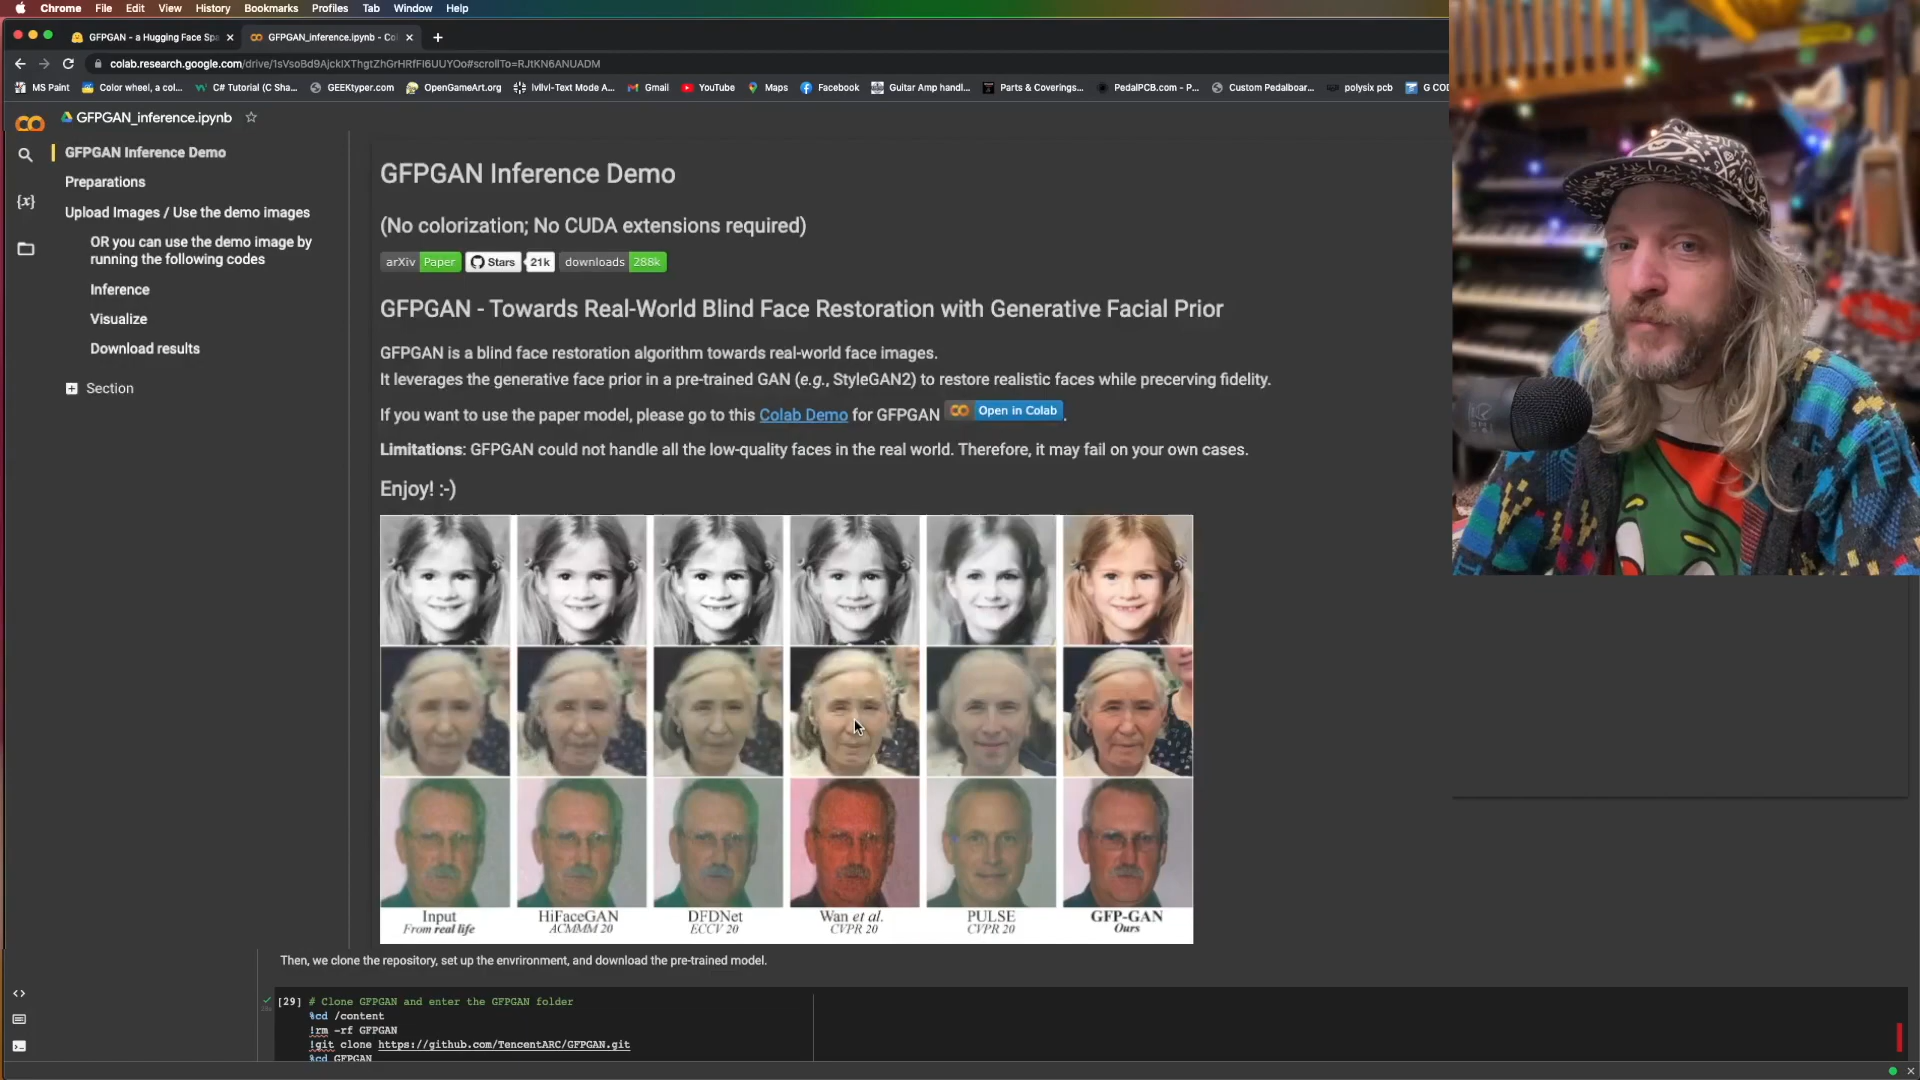 Chrome File Edit View History Bookmarks Profiles Tab Window Help
GFPGAN - a Hugging Face Spa
GFPGAN_inference.ipynb - Co
colab.research.google.com/drive/1sVsoBd9AjckIXThgtZhGrHRfFI6UUYOo#scrollTo=RJtKN6ANUADM
MS Paint Color wheel, a col... C# Tutorial (C Sha... GEEKtyper.com OpenGameArt.org lvllvl-Text Mode A... Gmail YouTube Maps Facebook Guitar Amp handl... Parts & Coverings... PedalPCB.com - P... Custom Pedalboar... polysix pcb G COD
GFPGAN_inference.ipynb
GFPGAN Inference Demo
Preparations
Upload Images / Use the demo images
OR you can use the demo image by
running the following codes
Inference
Visualize
Download results
Section
GFPGAN Inference Demo
(No colorization; No CUDA extensions required)
arXiv Paper Stars 21k downloads 288k
GFPGAN - Towards Real-World Blind Face Restoration with Generative Facial Prior
GFPGAN is a blind face restoration algorithm towards real-world face images.
It leverages the generative face prior in a pre-trained GAN (e.g., StyleGAN2) to restore realistic faces while precerving fidelity.
If you want to use the paper model, please go to this Colab Demo for GFPGAN Open in Colab.
Limitations: GFPGAN could not handle all the low-quality faces in the real world. Therefore, it may fail on your own cases.
Enjoy! :-)
Input HiFaceGAN DFDNet Wan et al. PULSE GFP-GAN
From real life ACMMM 20 ECCV 20 CVPR 20 CVPR 20 Ours
Then, we clone the repository, set up the envrironment, and download the pre-trained model.
[29] # Clone GFPGAN and enter the GFPGAN folder
%cd /content
!rm -rf GFPGAN
!git clone https://github.com/TencentARC/GFPGAN.git
%cd GFPGAN